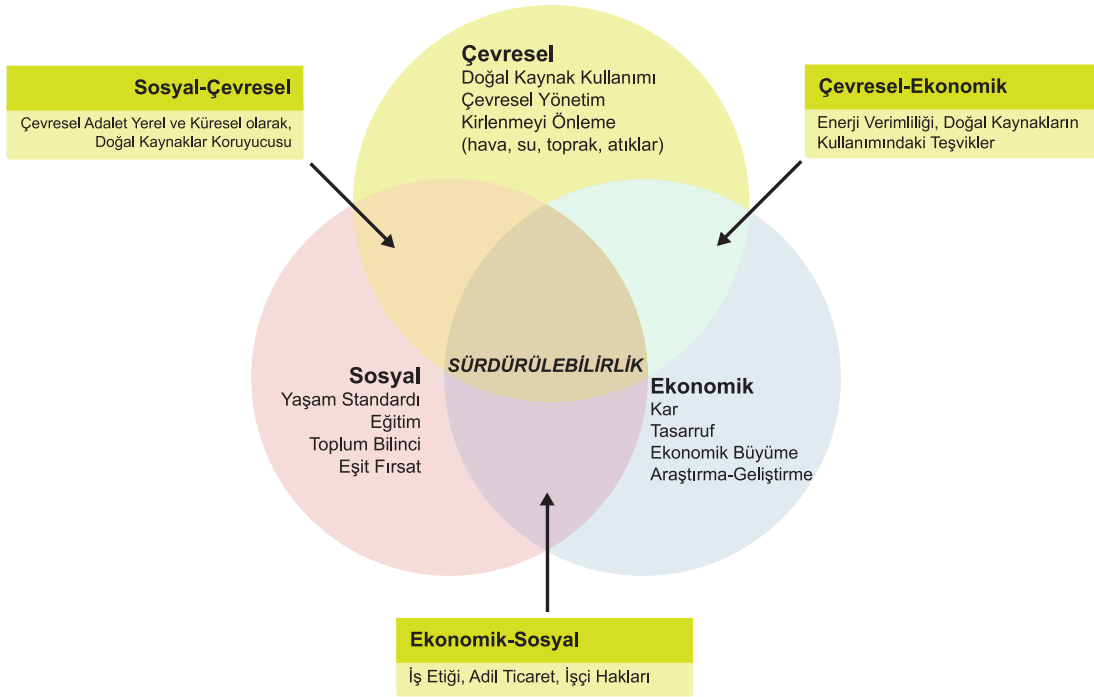 Çevresel
Doğal Kaynak Kullanımı
Çevresel Yönetim
Kirlenmeyi Önleme
(hava, su, toprak, atıklar)
Sosyal-Çevresel
Çevresel Adalet Yerel ve Küresel olarak,
Doğal Kaynaklar Koruyucusu
Çevresel-Ekonomik
Enerji Verimliliği, Doğal Kaynakların
Kullanımındaki Teşvikler
SÜRDÜRÜLEBİLİRLİK
Sosyal
Yaşam Standardı
Eğitim
Toplum Bilinci
Eşit Fırsat
Ekonomik
Kar
Tasarruf
Ekonomik Büyüme
Araştırma-Geliştirme
Ekonomik-Sosyal
İş Etiği, Adil Ticaret, İşçi Hakları